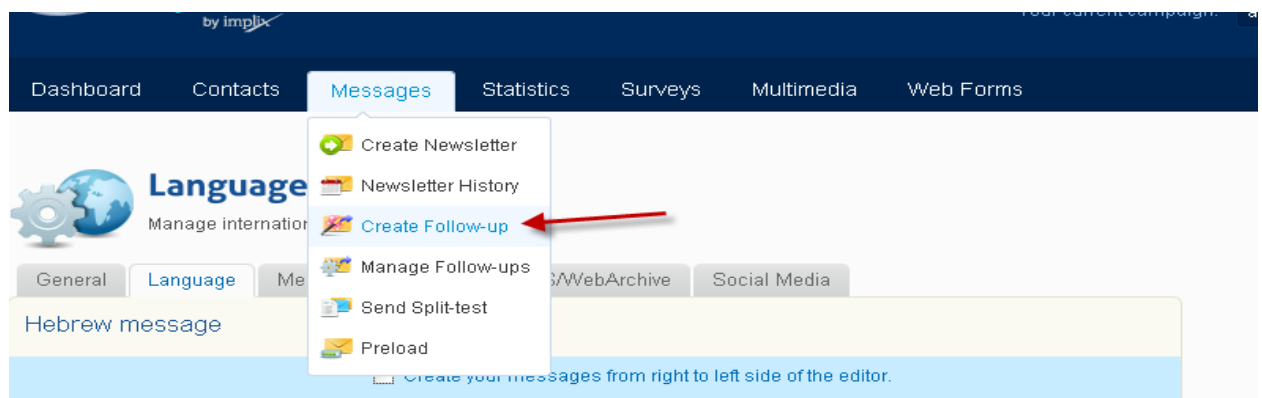 by implix
Your current campaign:
Dashboard Contacts Messages Statistics Surveys Multimedia Web Forms
Create Newsletter
Newsletter History
Create Follow-up
Manage Follow-ups
Send Split-test
Preload
Language
Manage internation
General Language Me S/WebArchive Social Media
Hebrew message
Create your messages from right to left side of the editor.